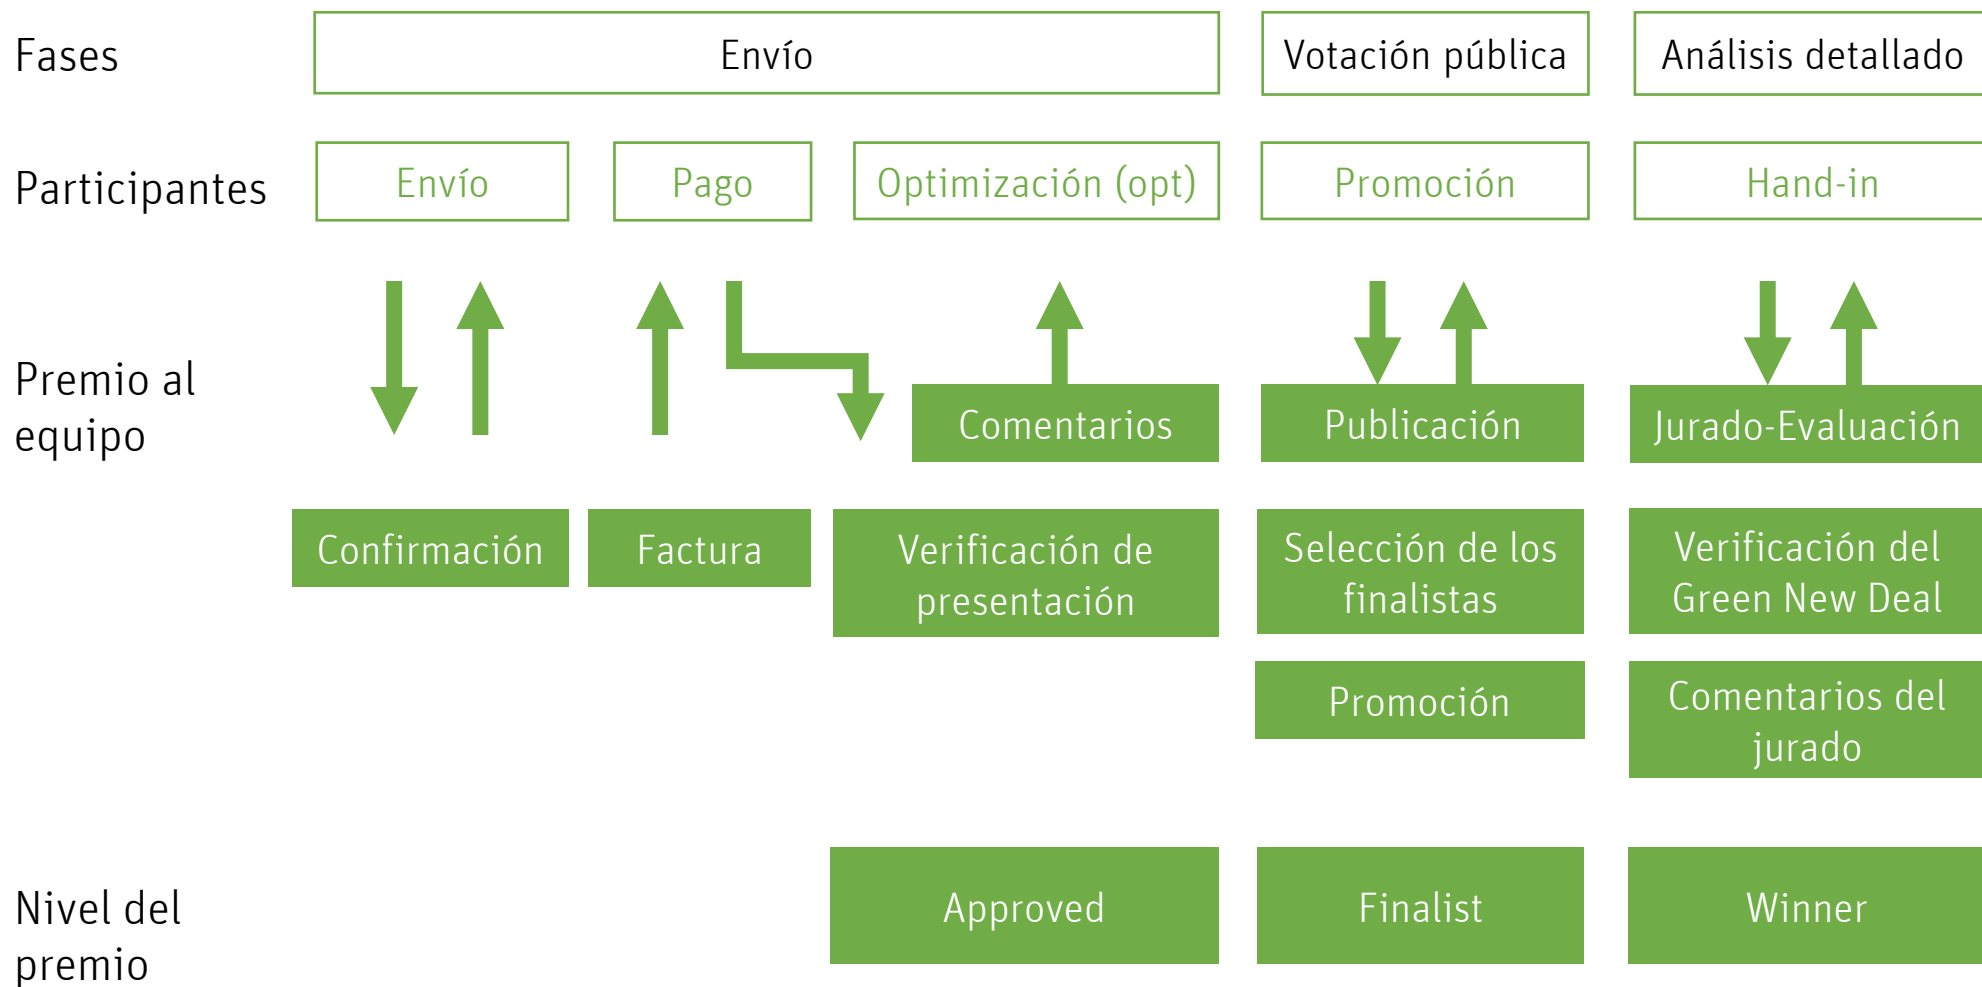 Fases
Envío
Votación pública
Análisis detallado
Participantes
Envío
Pago
Optimización (opt)
Promoción
Hand-in
Premio al
equipo
Comentarios
Publicación
Jurado-Evaluación
Confirmación
Factura
Verificación de
presentación
Selección de los
finalistas
Verificación del
Green New Deal
Promoción
Comentarios del
jurado
Nivel del
premio
Approved
Finalist
Winner